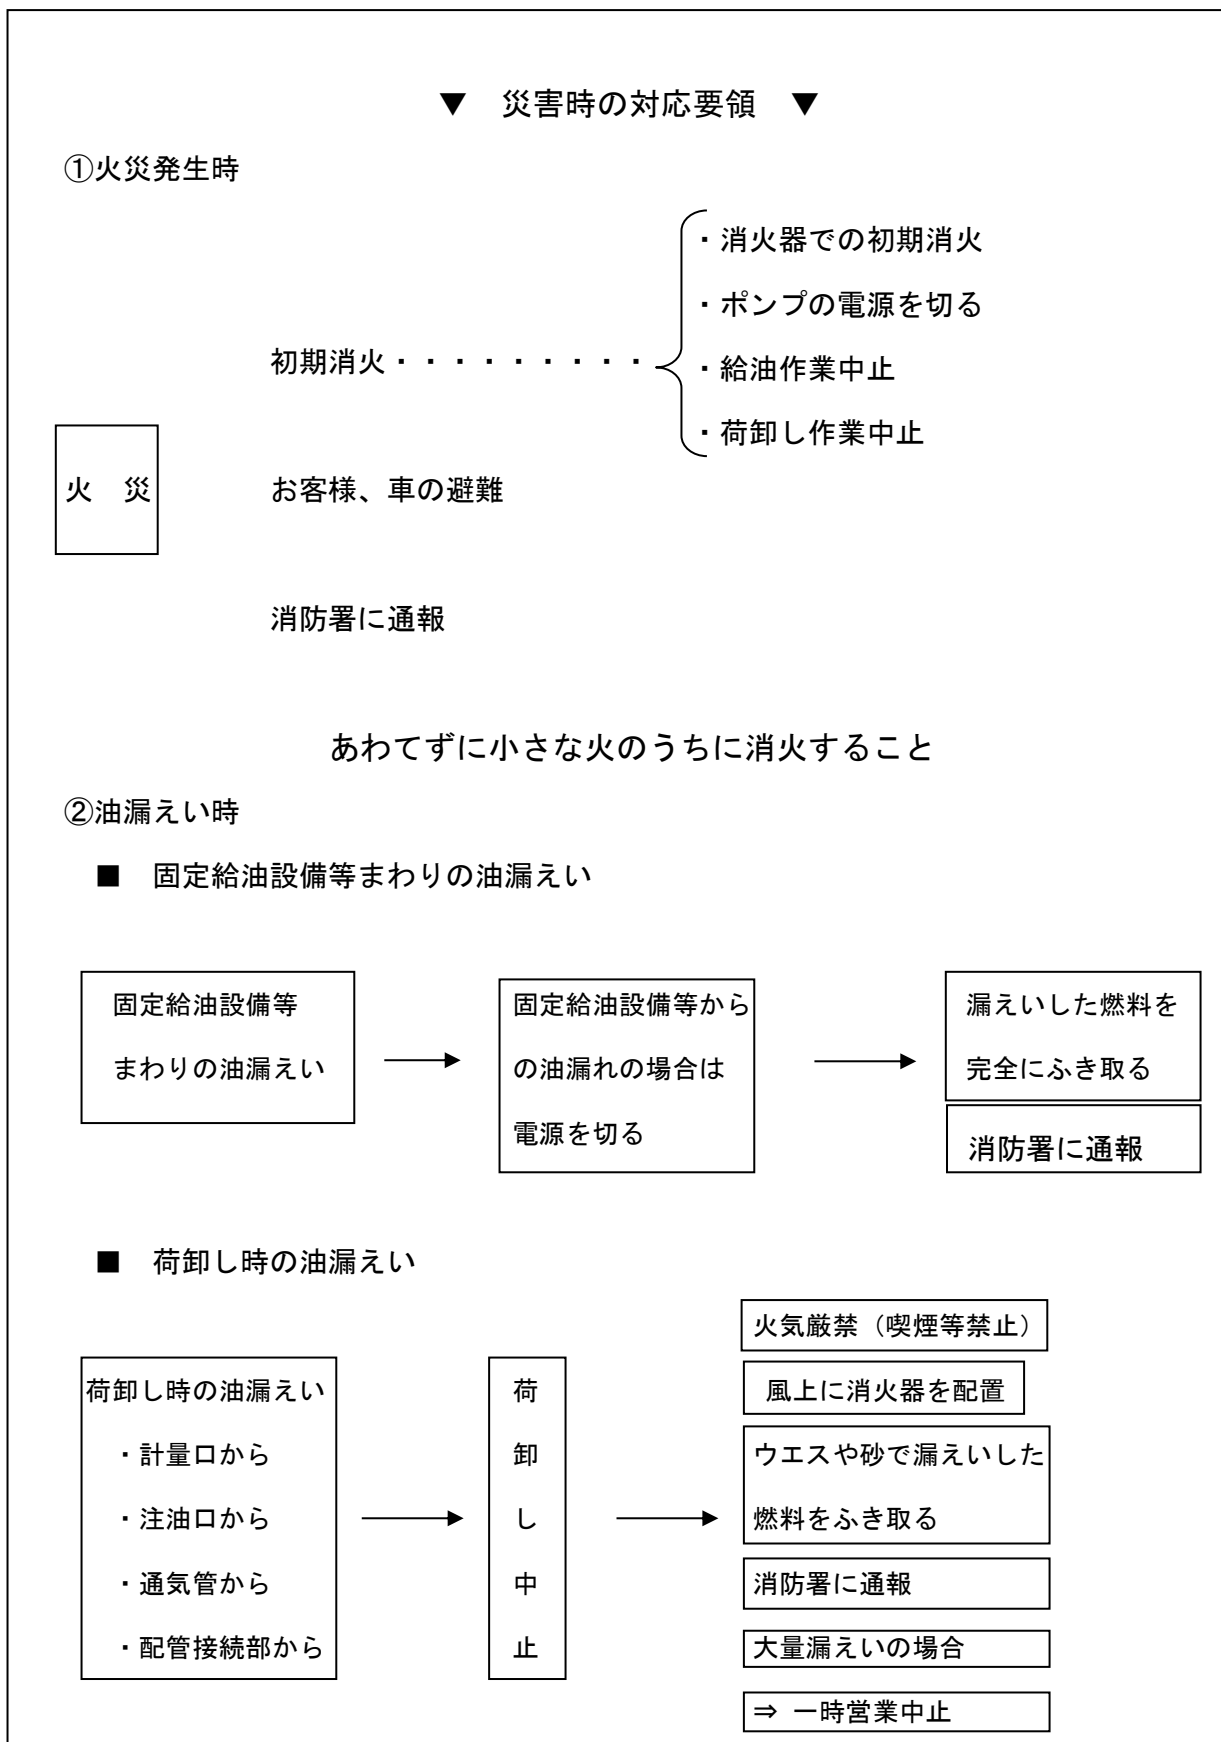 ▼　災害時の対応要領　▼
①火災発生時
・消火器での初期消火
・ポンプの電源を切る
初期消火・・・・・・・・・
・給油作業中止
・荷卸し作業中止
火　災
お客様、車の避難
消防署に通報
あわてずに小さな火のうちに消火すること
②油漏えい時
■　固定給油設備等まわりの油漏えい
固定給油設備等
まわりの油漏えい
固定給油設備等から
の油漏れの場合は
電源を切る
漏えいした燃料を
完全にふき取る
消防署に通報
■　荷卸し時の油漏えい
荷卸し時の油漏えい
・計量口から
・注油口から
・通気管から
・配管接続部から
荷
卸
し
中
止
火気厳禁（喫煙等禁止）
風上に消火器を配置
ウエスや砂で漏えいした
燃料をふき取る
消防署に通報
大量漏えいの場合
⇒ 一時営業中止